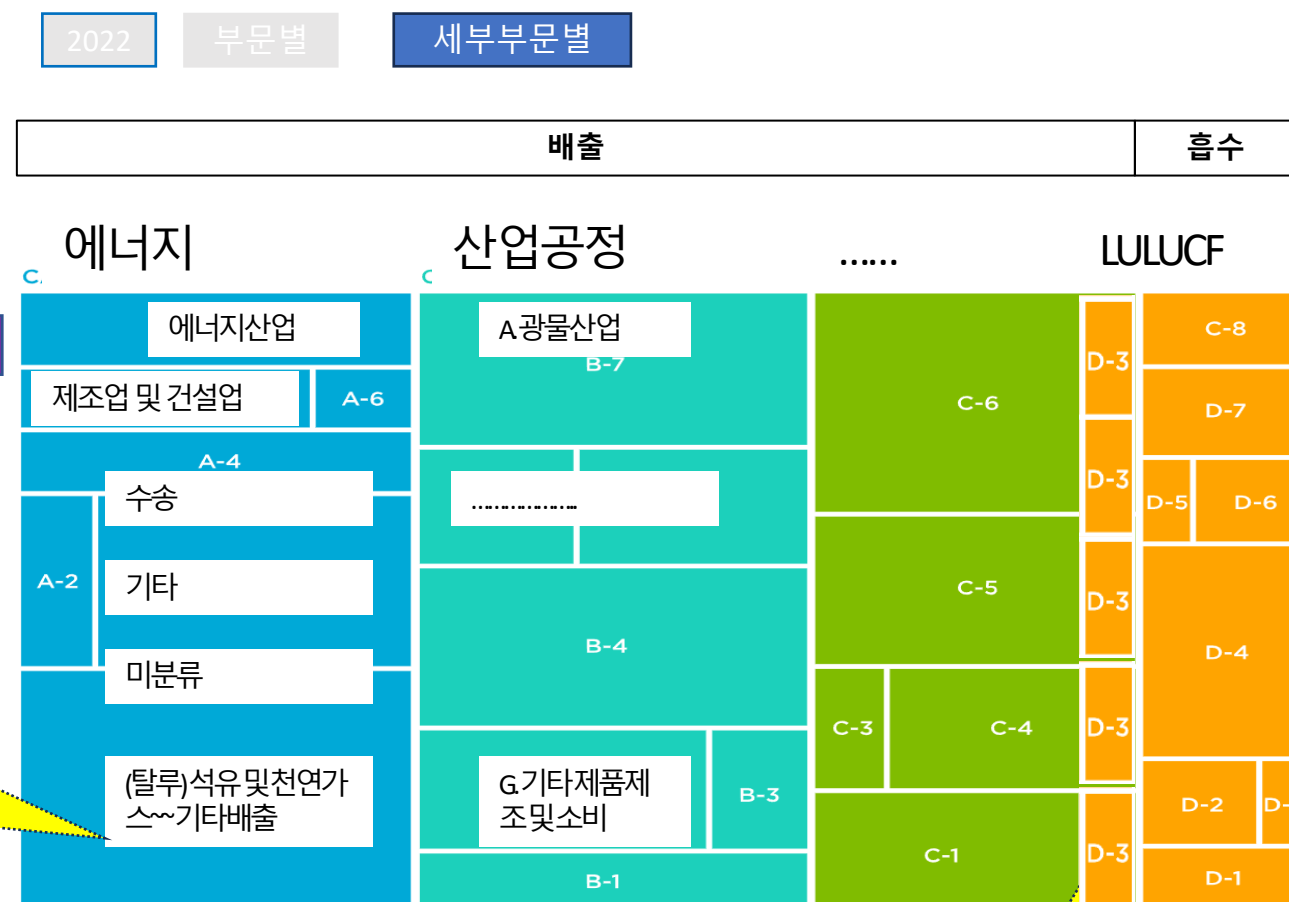 2022 부문별 세부부문별
배출 흡수
에너지 산업공정 …… LULUCF
C.
에너지산업
제조업 및 건설업 A-6
A-4
수송
A-2 기타
미분류
(탈루)석유 및 천연가
스~~기타배출
A.광물산업
B-7
………………..
B-4
G.기타제품제
조 및 소비
B-3
B-1
C-6
C-5
C-3 C-4
C-1
D-3
D-3
D-3
D-3
D-3
C-8
D-7
D-5 D-6
D-4
D-2
D-1